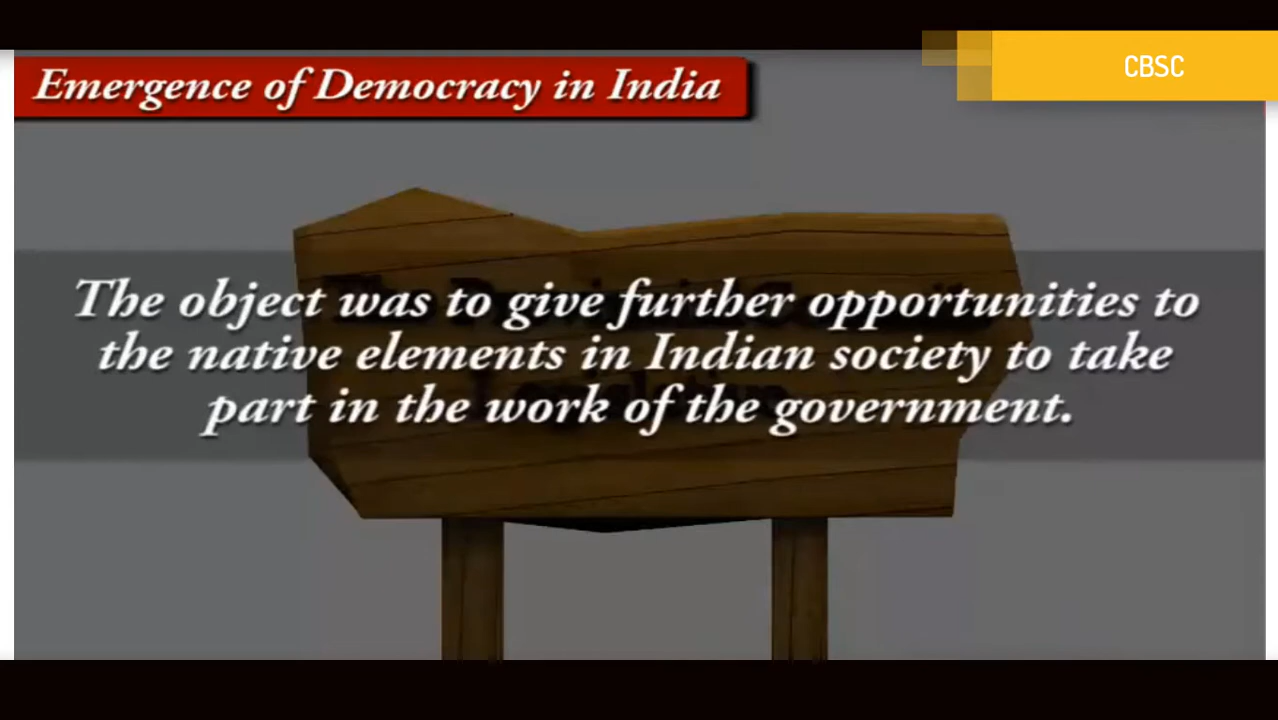 Emergence of Democracy in India
CBSC
The object was to give further opportunities to
the native elements in Indian society to take
part in the work of the government.